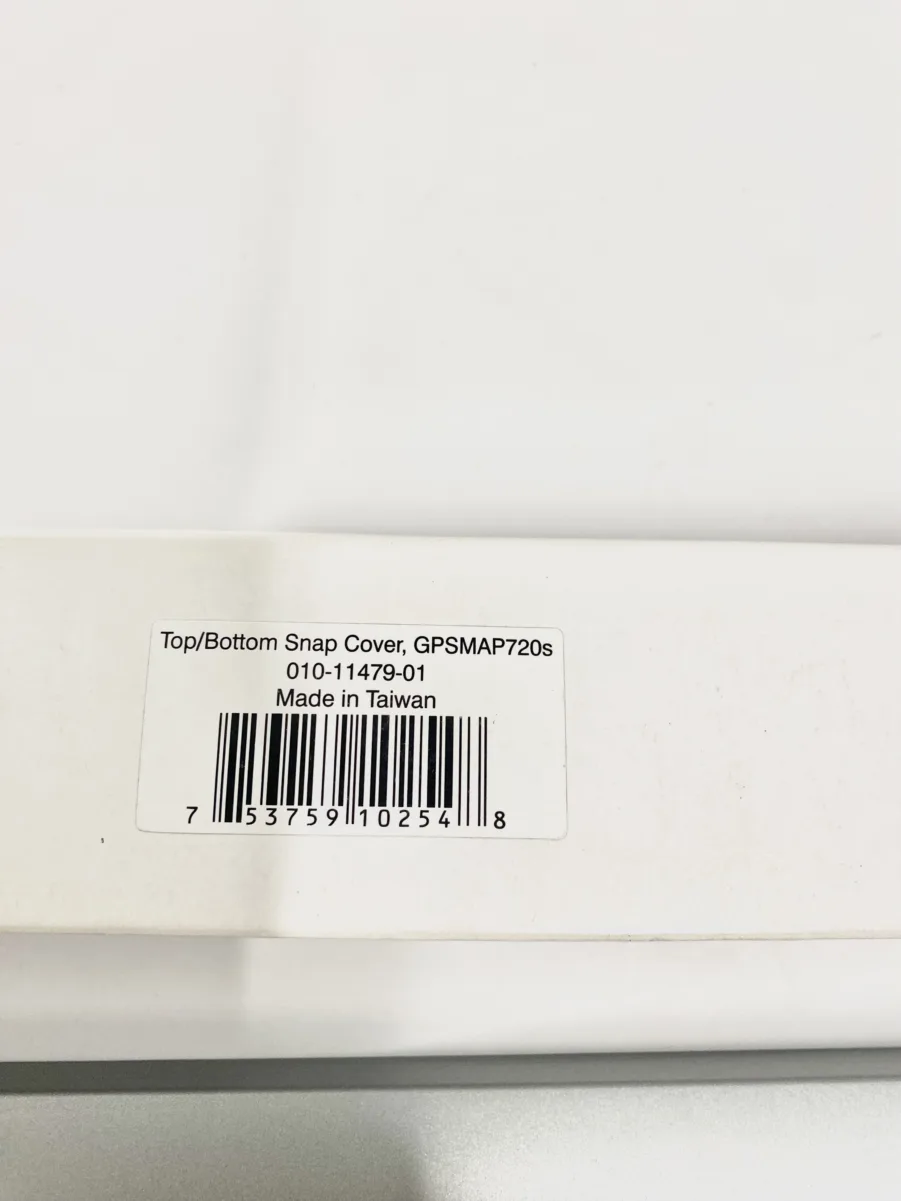 Top/Bottom Snap Cover, GPSMAP720s
010-11479-01
Made in Taiwan
7 53759 10254 8